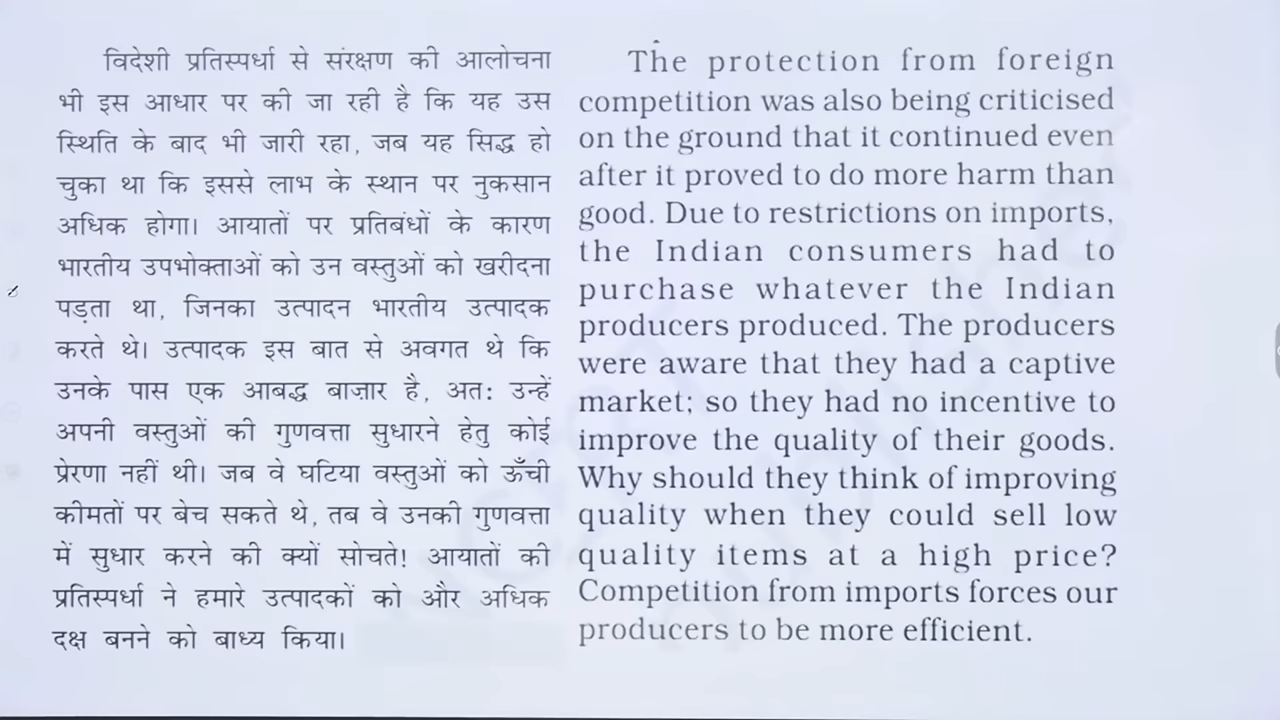 विदेशी प्रतिस्पर्धा से संरक्षण की आलोचना
भी इस आधार पर की जा रही है कि यह उस
स्थिति के बाद भी जारी रहा, जब यह सिद्ध हो
चुका था कि इससे लाभ के स्थान पर नुकसान
अधिक होगा। आयातों पर प्रतिबंधों के कारण
भारतीय उपभोक्ताओं को उन वस्तुओं को खरीदना
पड़ता था, जिनका उत्पादन भारतीय उत्पादक
करते थे। उत्पादक इस बात से अवगत थे कि
उनके पास एक आबद्ध बाज़ार है, अतः उन्हें
अपनी वस्तुओं की गुणवत्ता सुधारने हेतु कोई
प्रेरणा नहीं थी। जब वे घटिया वस्तुओं को ऊँची
कीमतों पर बेच सकते थे, तब वे उनकी गुणवत्ता
में सुधार करने की क्यों सोचते! आयातों की
प्रतिस्पर्धा ने हमारे उत्पादकों को और अधिक
दक्ष बनने को बाध्य किया।
The protection from foreign
competition was also being criticised
on the ground that it continued even
after it proved to do more harm than
good. Due to restrictions on imports,
the Indian consumers had to
purchase whatever the Indian
producers produced. The producers
were aware that they had a captive
market; so they had no incentive to
improve the quality of their goods.
Why should they think of improving
quality when they could sell low
quality items at a high price?
Competition from imports forces our
producers to be more efficient.